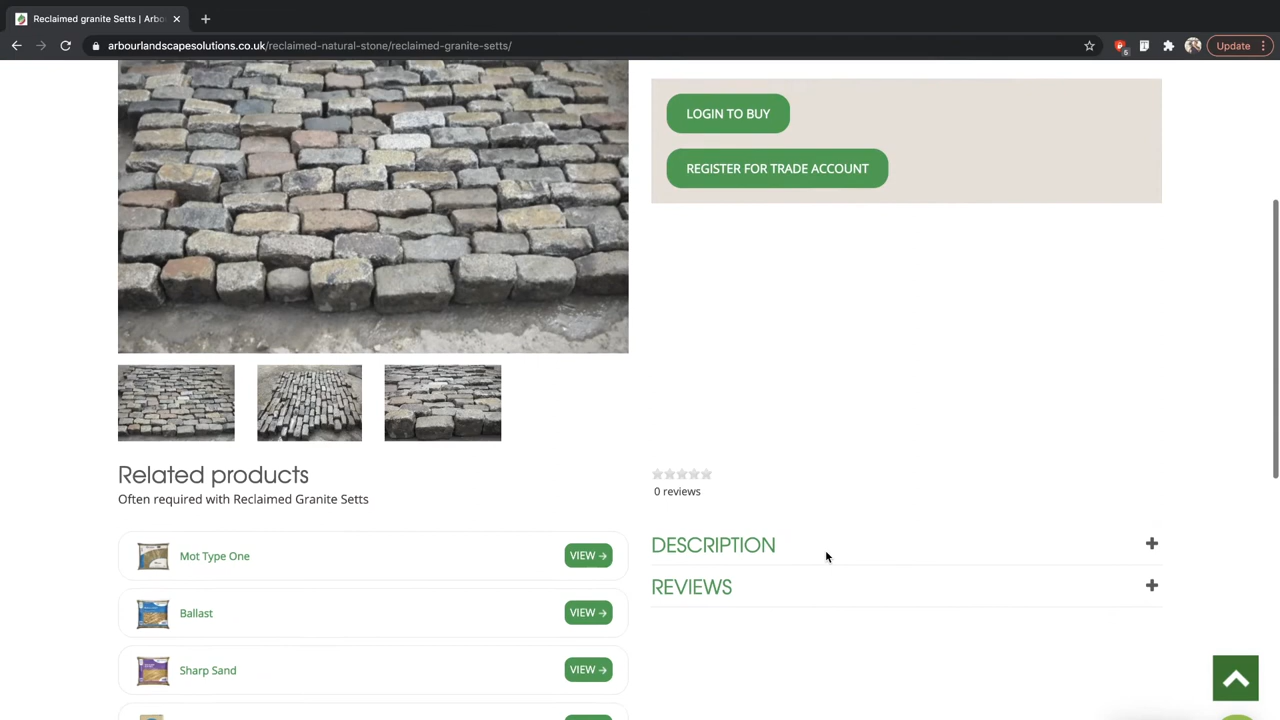 Reclaimed granite Setts | Arbo
arbourlandscapesolutions.co.uk/reclaimed-natural-stone/reclaimed-granite-setts/
5
Update
LOGIN TO BUY
REGISTER FOR TRADE ACCOUNT
Related products
Often required with Reclaimed Granite Setts
Mot Type One
VIEW →
Ballast
VIEW →
Sharp Sand
VIEW →
0 reviews
DESCRIPTION
REVIEWS